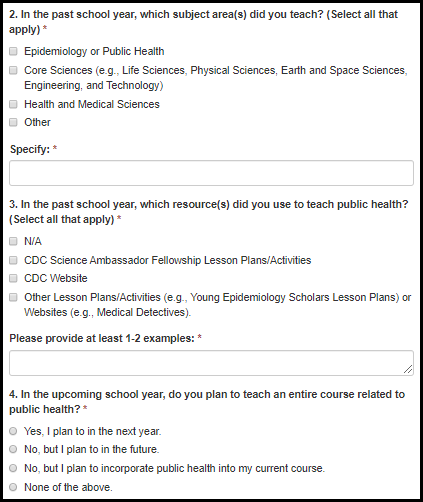 2. In the past school year, which subject area(s) did you teach? (Select all that
apply) *
Epidemiology or Public Health
Core Sciences (e.g., Life Sciences, Physical Sciences, Earth and Space Sciences,
Engineering, and Technology)
Health and Medical Sciences
Other
Specify: *
3. In the past school year, which resource(s) did you use to teach public health?
(Select all that apply) *
N/A
CDC Science Ambassador Fellowship Lesson Plans/Activities
CDC Website
Other Lesson Plans/Activities (e.g., Young Epidemiology Scholars Lesson Plans) or
Websites (e.g., Medical Detectives).
Please provide at least 1-2 examples: *
4. In the upcoming school year, do you plan to teach an entire course related to
public health? *
Yes, I plan to in the next year.
No, but I plan to in the future.
No, but I plan to incorporate public health into my current course.
None of the above.